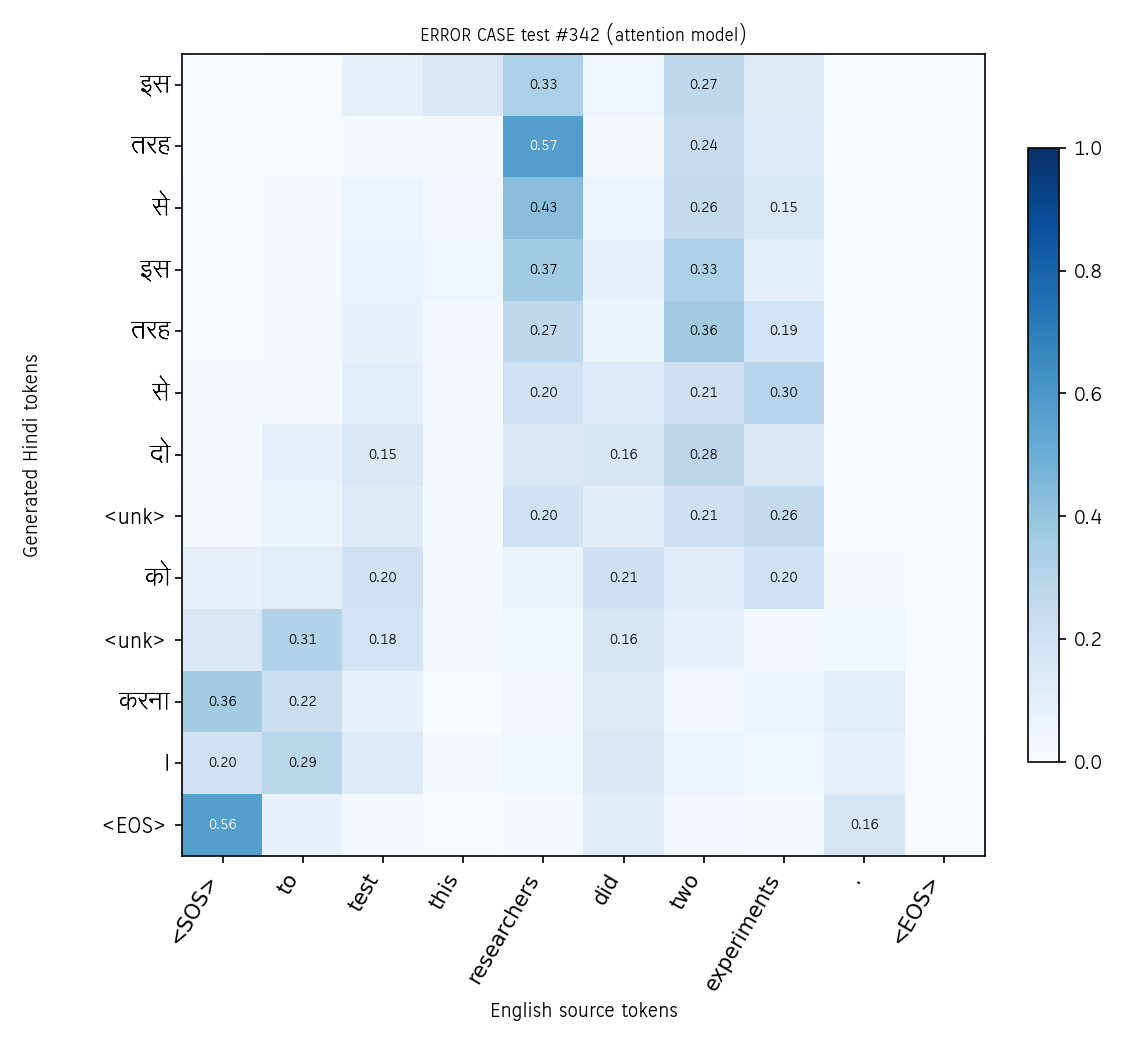 ERROR CASE test #342 (attention model)
इस 0.33 0.27
तरह 0.57 0.24
से 0.43 0.26 0.15
इस 0.37 0.33
तरह 0.27 0.36 0.19
से 0.20 0.21 0.30
दो 0.15 0.16 0.28
<unk> 0.20 0.21 0.26
को 0.20 0.21 0.20
<unk> 0.31 0.18 0.16
करना 0.36 0.22
। 0.20 0.29
<EOS> 0.56 0.16
Generated Hindi tokens
<SOS> to test this researchers did two experiments . <EOS>
English source tokens
1.0
0.8
0.6
0.4
0.2
0.0